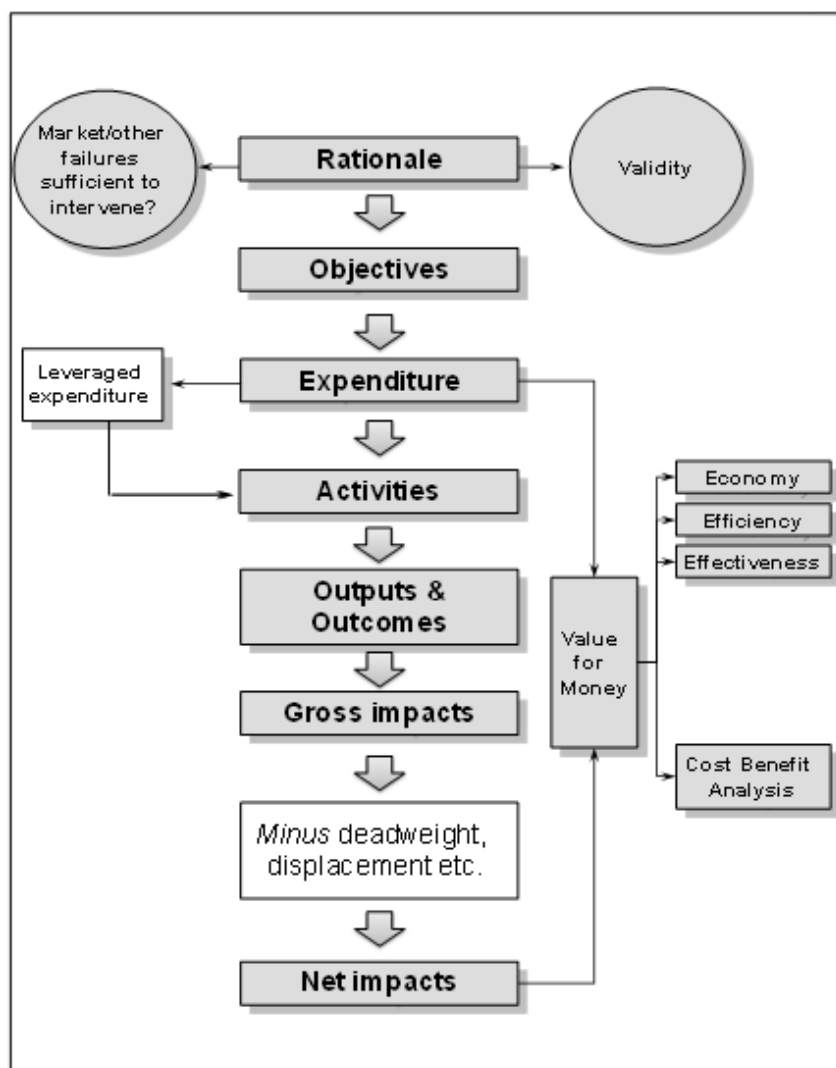 Market/other
failures
sufficient to
intervene?
Rationale
Validity
Objectives
Leveraged
expenditure
Expenditure
Activities
Economy
Efficiency
Effectiveness
Outputs &
Outcomes
Value
for
Money
Gross impacts
Cost Benefit
Analysis
Minus deadweight,
displacement etc.
Net impacts